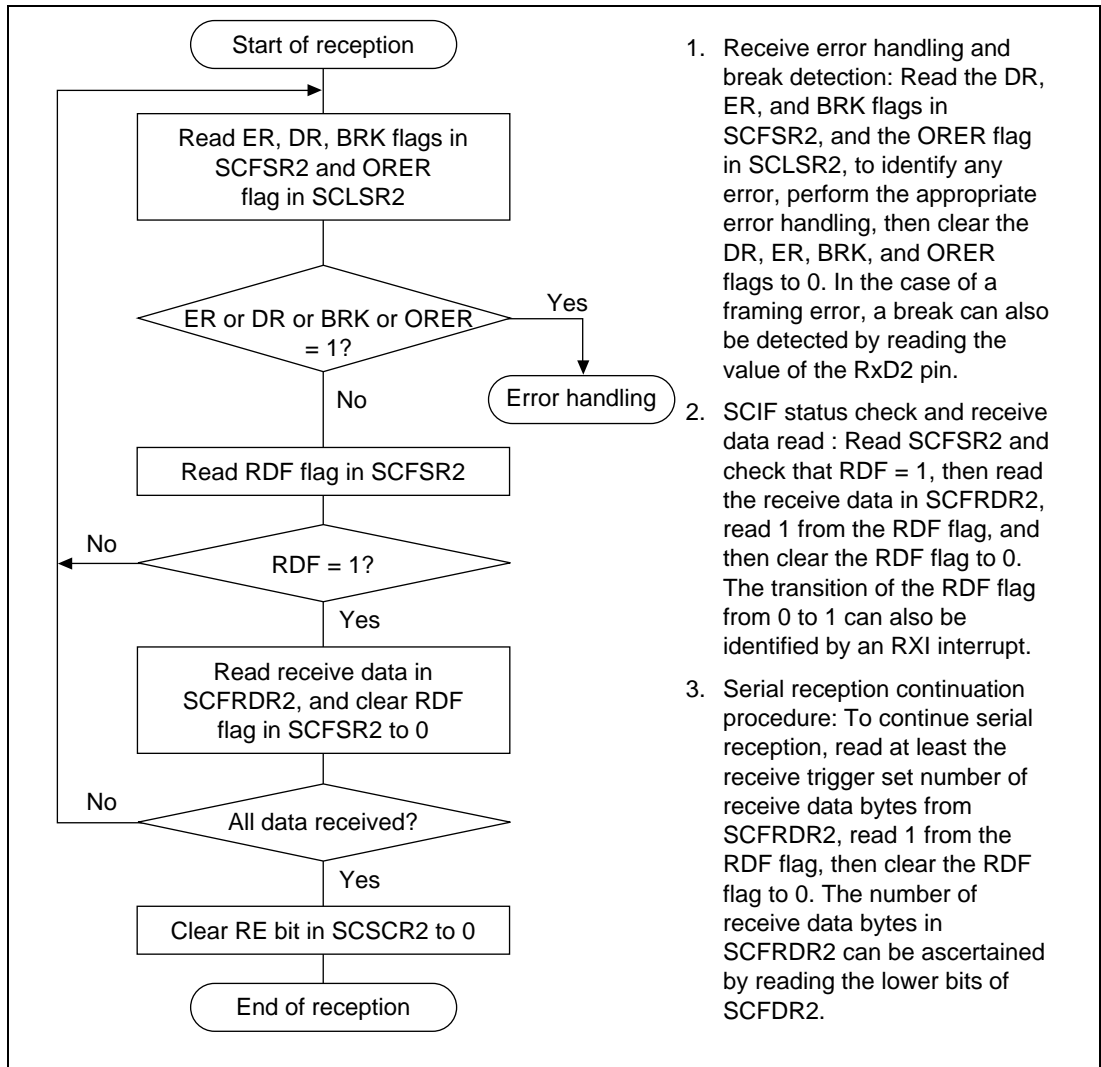 Start of reception
Read ER, DR, BRK flags in
SCFSR2 and ORER
flag in SCLSR2
ER or DR or BRK or ORER
= 1?
Yes
Error handling
No
Read RDF flag in SCFSR2
No
RDF = 1?
Yes
Read receive data in
SCFRDR2, and clear RDF
flag in SCFSR2 to 0
No
All data received?
Yes
Clear RE bit in SCSCR2 to 0
End of reception
1. Receive error handling and
break detection: Read the DR,
ER, and BRK flags in
SCFSR2, and the ORER flag
in SCLSR2, to identify any
error, perform the appropriate
error handling, then clear the
DR, ER, BRK, and ORER
flags to 0. In the case of a
framing error, a break can also
be detected by reading the
value of the RxD2 pin.
2. SCIF status check and receive
data read : Read SCFSR2 and
check that RDF = 1, then read
the receive data in SCFRDR2,
read 1 from the RDF flag, and
then clear the RDF flag to 0.
The transition of the RDF flag
from 0 to 1 can also be
identified by an RXI interrupt.
3. Serial reception continuation
procedure: To continue serial
reception, read at least the
receive trigger set number of
receive data bytes from
SCFRDR2, read 1 from the
RDF flag, then clear the RDF
flag to 0. The number of
receive data bytes in
SCFRDR2 can be ascertained
by reading the lower bits of
SCFDR2.